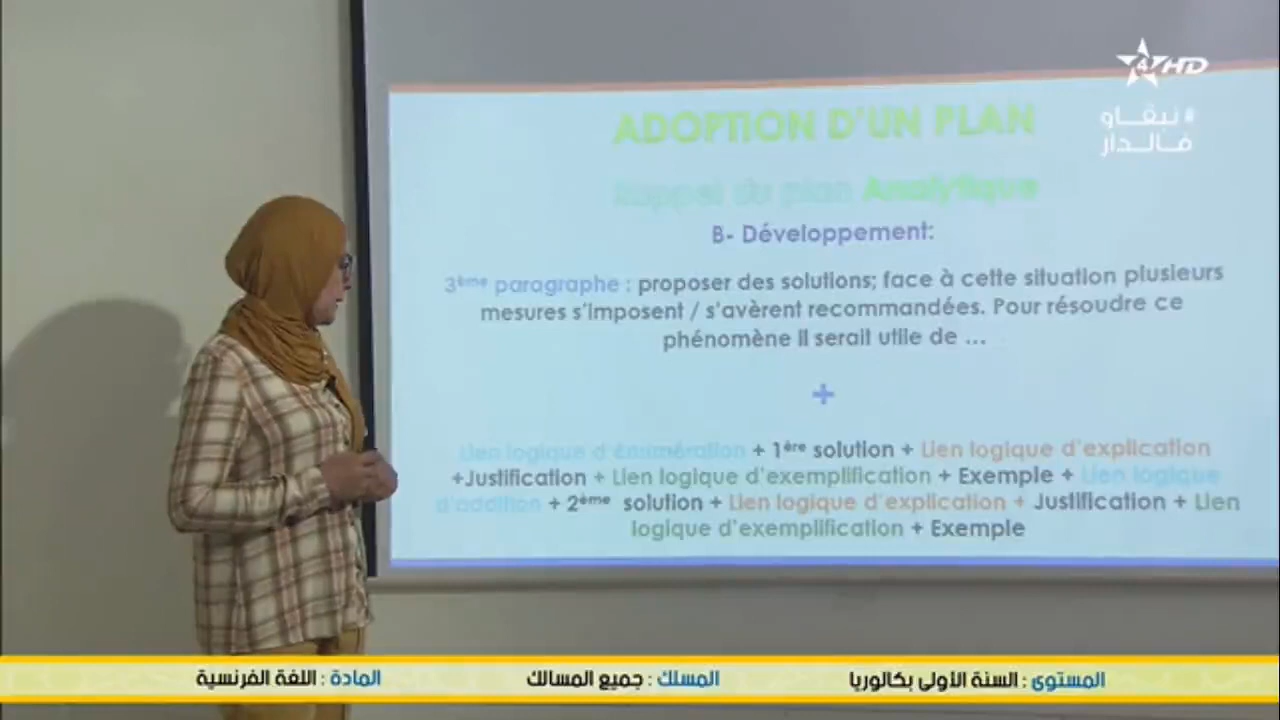 4 HD
# نبقاو
فالدار
ADOPTION D'UN PLAN
Rappel du plan Analytique
B- Développement:
3ème paragraphe : proposer des solutions; face à cette situation plusieurs
mesures s'imposent / s'avèrent recommandées. Pour résoudre ce
phénomène il serait utile de ...
+
Lien logique d'énumération + 1ère solution + Lien logique d'explication
+Justification + Lien logique d'exemplification + Exemple + Lien logique
d'addition + 2ème solution + Lien logique d'explication + Justification + Lien
logique d'exemplification + Exemple
المستوى : السنة الأولى بكالوريا المسلك : جميع المسالك المادة : اللغة الفرنسية